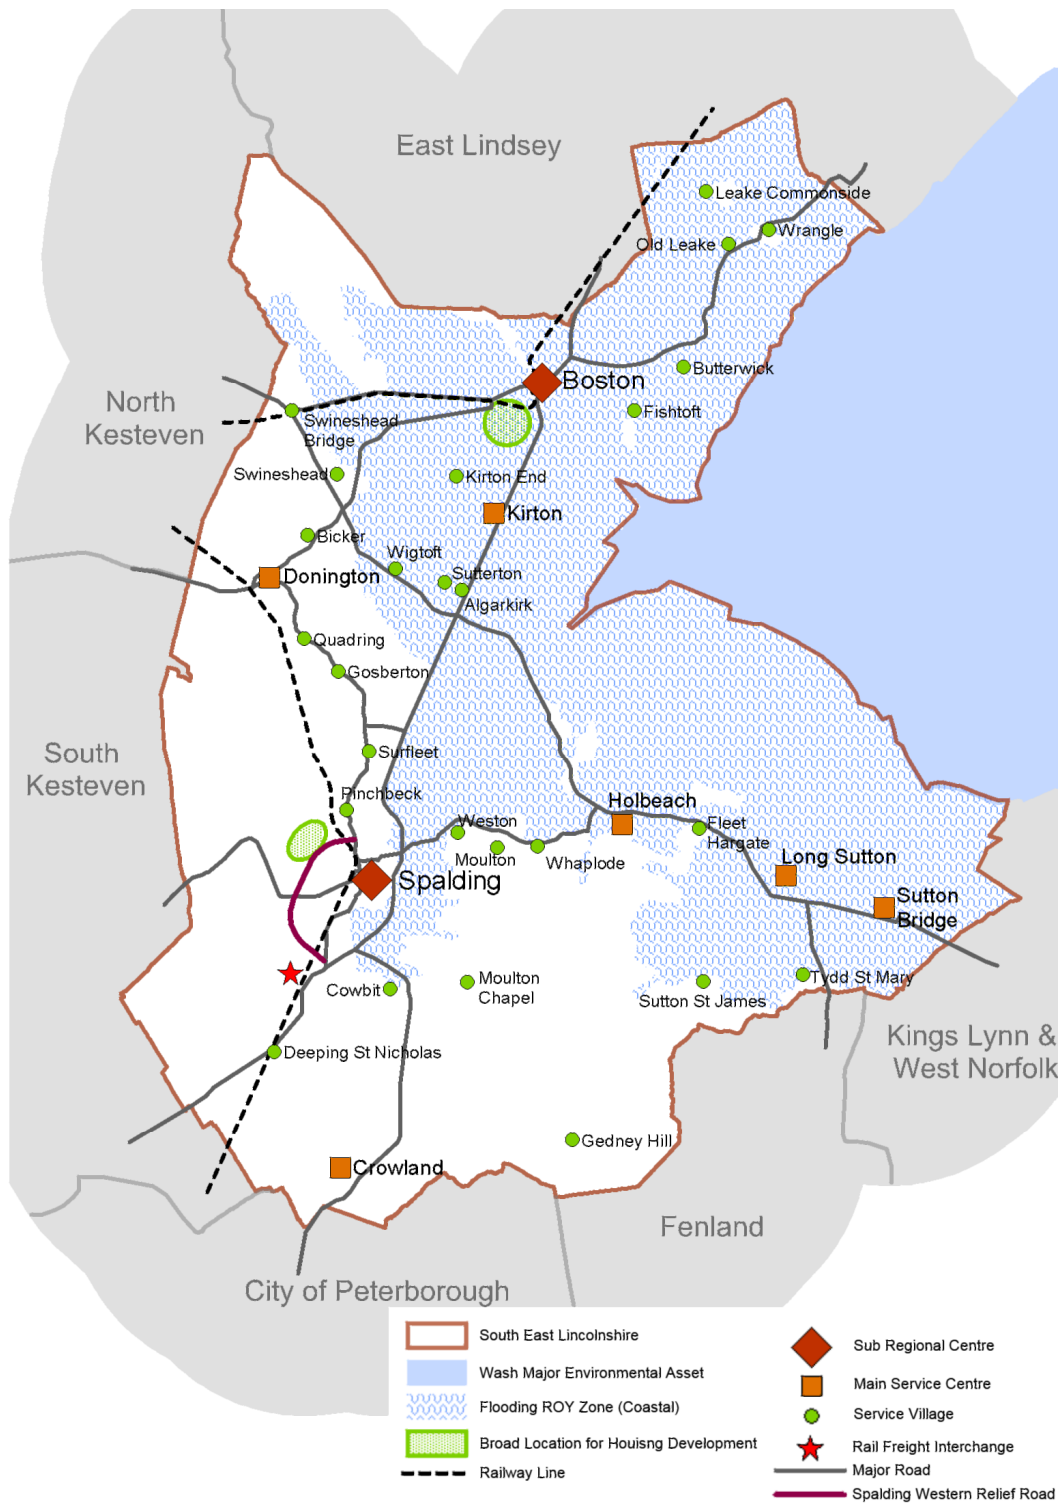 East Lindsey
Leake Commonside
Wrangle
Old Leake
Butterwick
Boston
Fishtoft
North
Kesteven
Swineshead
Bridge
Swineshead
Kirton End
Kirton
Bicker
Wigtoft
Donington
Sutterton
Algarkirk
Quadring
Gosberton
South
Kesteven
Surfleet
Pinchbeck
Holbeach
Weston
Fleet
Hargate
Moulton
Whaplode
Long Sutton
Spalding
Sutton
Bridge
Moulton
Chapel
Cowbit
Tydd St Mary
Sutton St James
Kings Lynn &
West Norfolk
Deeping St Nicholas
Gedney Hill
Crowland
Fenland
City of Peterborough
South East Lincolnshire
Wash Major Environmental Asset
Flooding ROY Zone (Coastal)
Broad Location for Houisng Development
Railway Line
Sub Regional Centre
Main Service Centre
Service Village
Rail Freight Interchange
Major Road
Spalding Western Relief Road